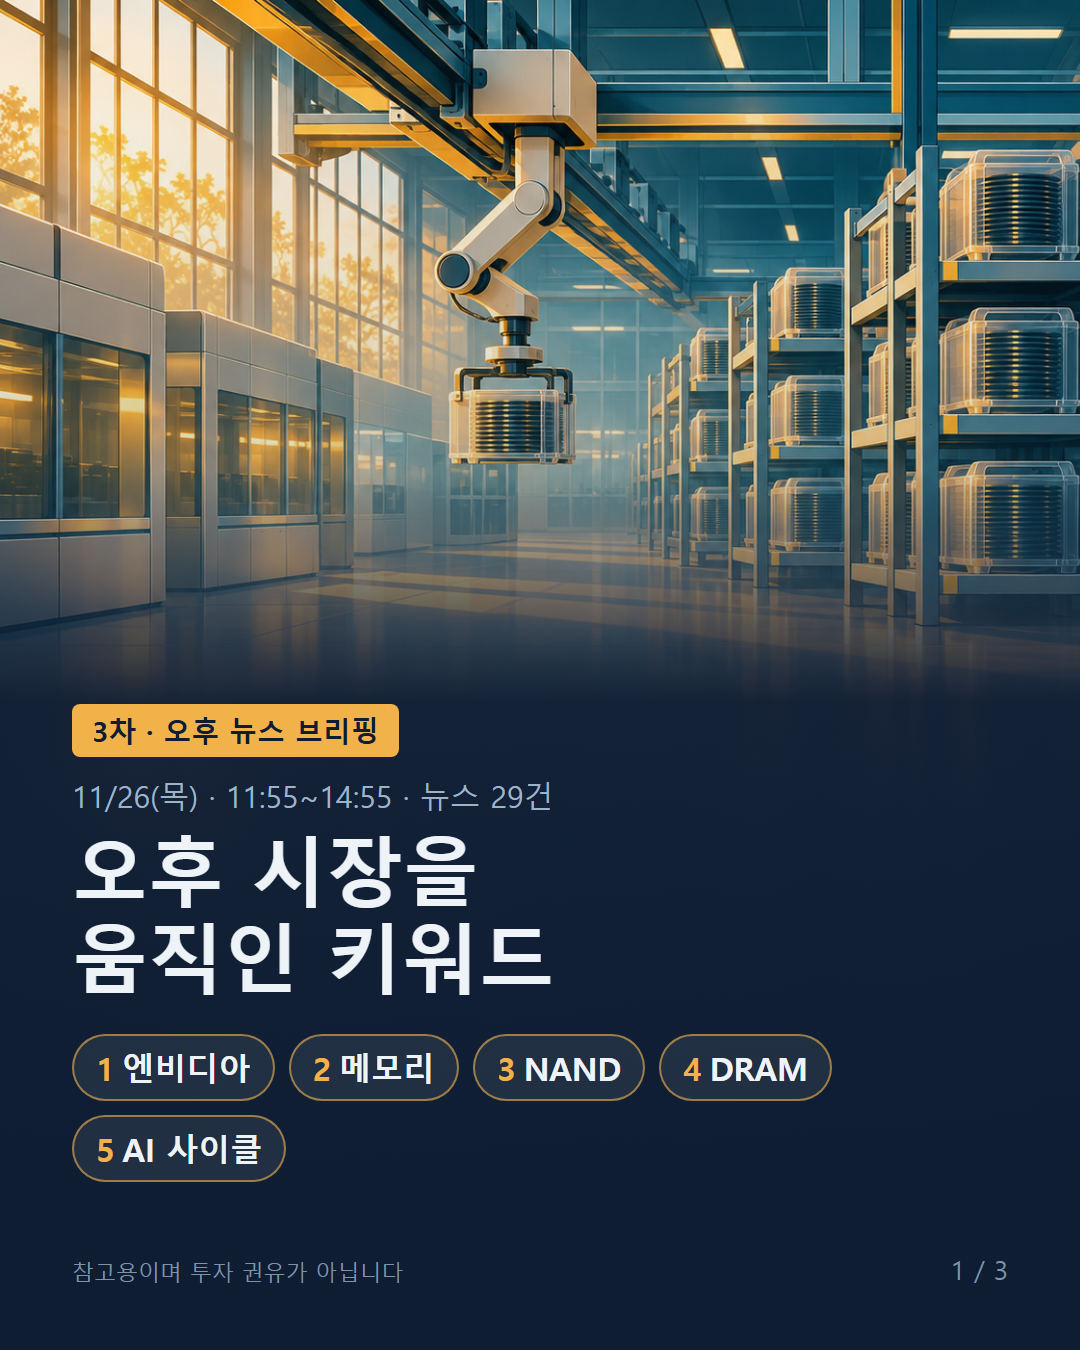 3차 · 오후 뉴스 브리핑
11/26(목) · 11:55~14:55 · 뉴스 29건
오후 시장을
움직인 키워드
1 엔비디아 2 메모리 3 NAND 4 DRAM
5 AI 사이클
참고용이며 투자 권유가 아닙니다 1 / 3